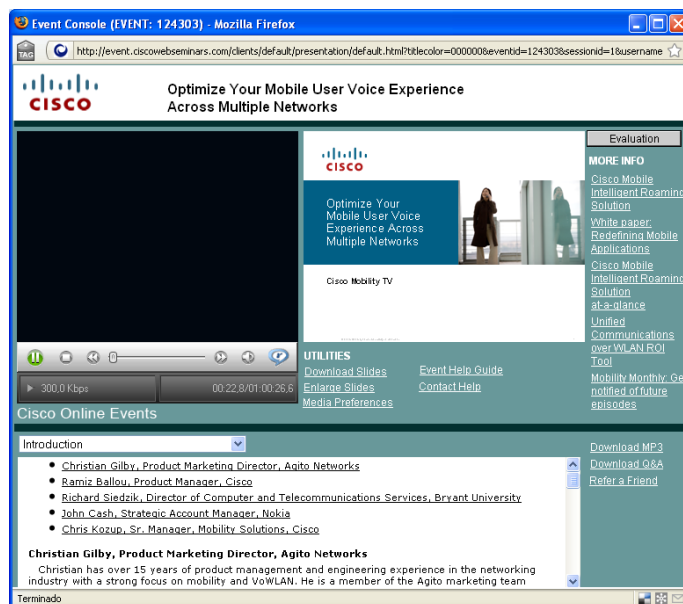 Event Console (EVENT: 124303) - Mozilla Firefox
TAG
http://event.ciscowebseminars.com/clients/default/presentation/default.html?titlecolor=000000&eventid=124303&sessionid=1&username
CISCO
Optimize Your Mobile User Voice Experience
Across Multiple Networks
CISCO
Optimize Your
Mobile User Voice
Experience Across
Multiple Networks
Cisco Mobility TV
Evaluation
MORE INFO
Cisco Mobile
Intelligent Roaming
Solution
White paper:
Redefining Mobile
Applications
Cisco Mobile
Intelligent Roaming
Solution
at-a-glance
Unified
Communications
over WLAN ROI
Tool
Mobility Monthly: Ge
notified of future
episodes
300,0 Kbps
00:22,8/01:00:26,6
UTILITIES
Download Slides
Enlarge Slides
Media Preferences
Event Help Guide
Contact Help
Cisco Online Events
Introduction
Christian Gilby, Product Marketing Director, Agito Networks
Ramiz Ballou, Product Manager, Cisco
Richard Siedzik, Director of Computer and Telecommunications Services, Bryant University
John Cash, Strategic Account Manager, Nokia
Chris Kozup, Sr. Manager, Mobility Solutions, Cisco
Christian Gilby, Product Marketing Director, Agito Networks
Christian has over 15 years of product management and engineering experience in the networking
industry with a strong focus on mobility and VoWLAN. He is a member of the Agito marketing team
Download MP3
Download Q&A
Refer a Friend
Terminado